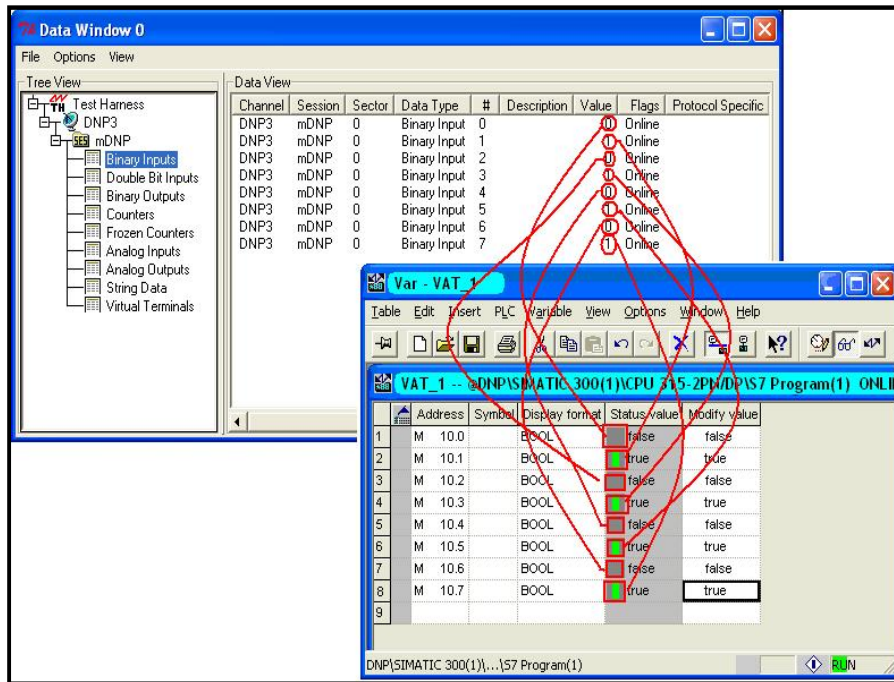 Data Window 0
File Options View
Tree View
Test Harness
DNP3
mDNP
Binary Inputs
Double Bit Inputs
Binary Outputs
Counters
Frozen Counters
Analog Inputs
Analog Outputs
String Data
Virtual Terminals
Data View
Channel Session Sector Data Type # Description Value Flags Protocol Specific
DNP3 mDNP 0 Binary Input 0 0 Online
DNP3 mDNP 0 Binary Input 1 1 Online
DNP3 mDNP 0 Binary Input 2 0 Online
DNP3 mDNP 0 Binary Input 3 1 Online
DNP3 mDNP 0 Binary Input 4 0 Online
DNP3 mDNP 0 Binary Input 5 1 Online
DNP3 mDNP 0 Binary Input 6 0 Online
DNP3 mDNP 0 Binary Input 7 1 Online
Var - VAT_1
Table Edit Insert PLC Variable View Options Window Help
VAT_1 -- @DNP\SIMATIC 300(1)\CPU 315-2PN/DP\S7 Program(1) ONLI
Address Symbol Display format Status value Modify value
1 M 10.0 BOOL false false
2 M 10.1 BOOL true true
3 M 10.2 BOOL false false
4 M 10.3 BOOL true true
5 M 10.4 BOOL false false
6 M 10.5 BOOL true true
7 M 10.6 BOOL false false
8 M 10.7 BOOL true true
9
DNP\SIMATIC 300(1)\...\S7 Program(1) RUN